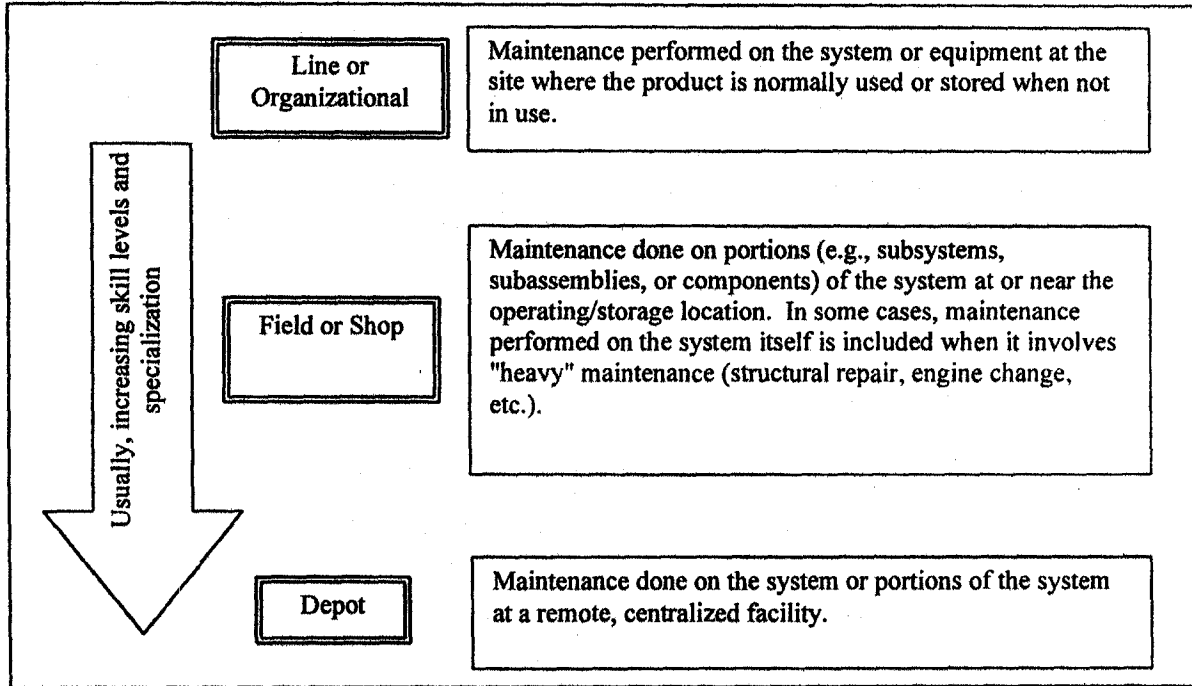 Line or
Organizational
Maintenance performed on the system or equipment at the
site where the product is normally used or stored when not
in use.
Usually, increasing skill levels and
specialization
Field or Shop
Maintenance done on portions (e.g., subsystems,
subassemblies, or components) of the system at or near the
operating/storage location. In some cases, maintenance
performed on the system itself is included when it involves
"heavy" maintenance (structural repair, engine change,
etc.).
Depot
Maintenance done on the system or portions of the system
at a remote, centralized facility.